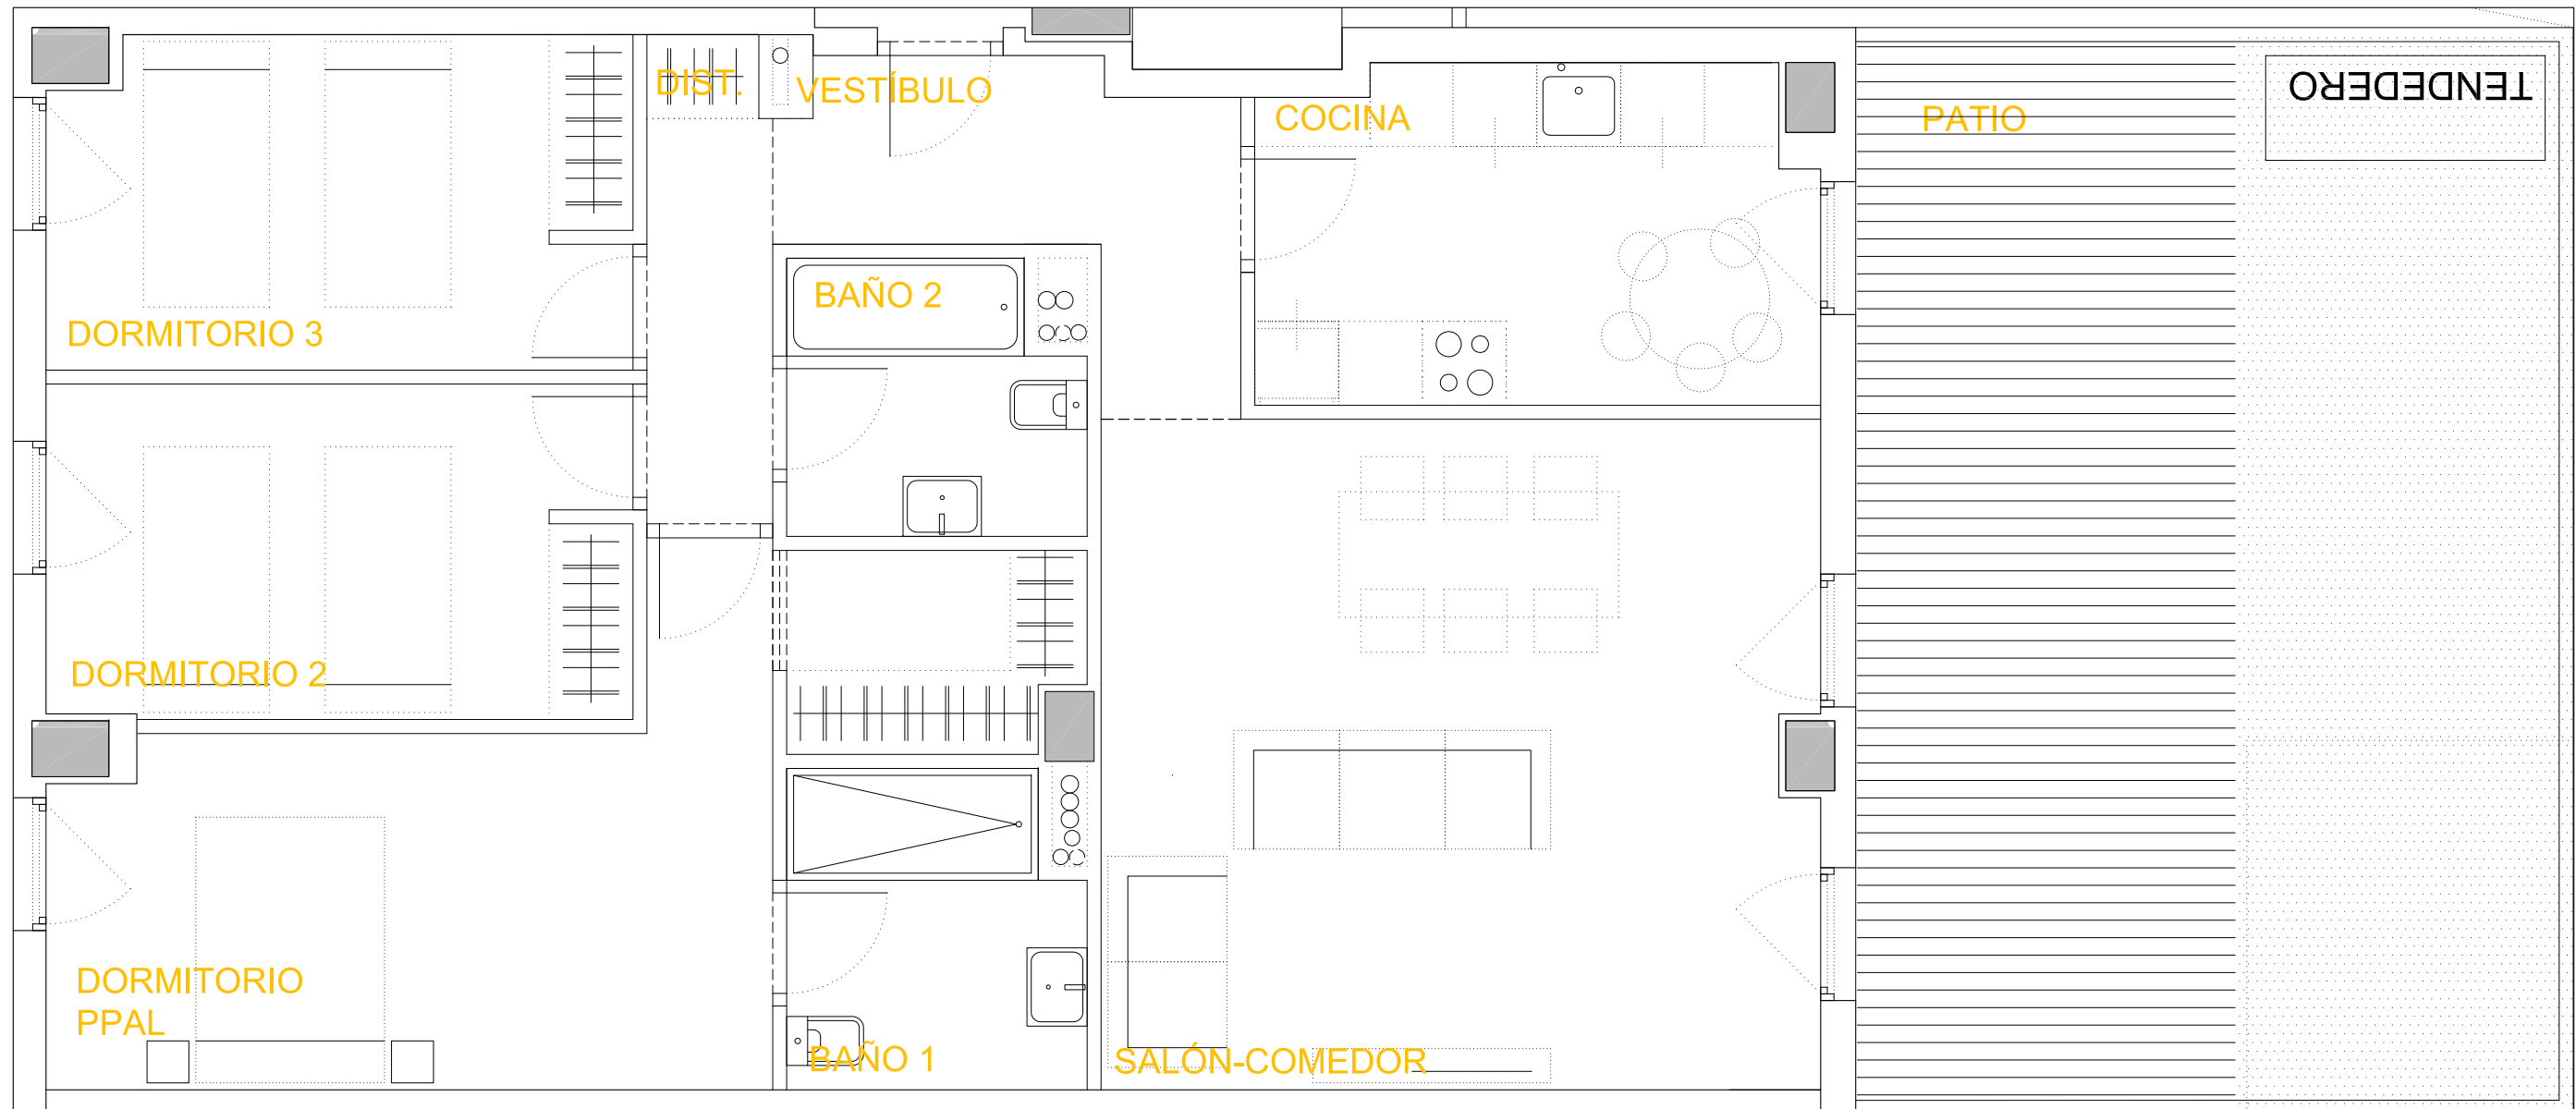 DIST.
VESTÍBULO
COCINA
PATIO
TENDEDERO
BAÑO 2
DORMITORIO 3
DORMITORIO 2
DORMITORIO
PPAL
BAÑO 1
SALÓN-COMEDOR